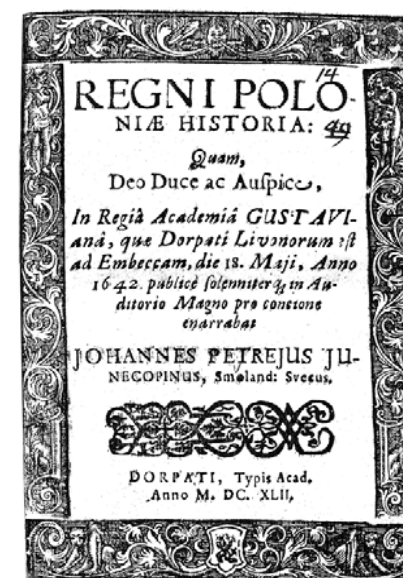 14
REGNI POLO-
NIÆ HISTORIA: 49
Quam,
Deo Duce ac Auſpice,
In Regiâ Academiâ GUSTAVI-
anâ, quæ Dorpati Livonorum eſt
ad Embeccam, die 18. Maji, Anno
1642. publicè ſolenniterq; in Au-
ditorio Magno pro concione
enarrabat
JOHANNES PETREJUS JU-
NECOPINUS, Smoland: Svecus.
DORPATI, Typis Acad.
Anno M. DC. XLII.